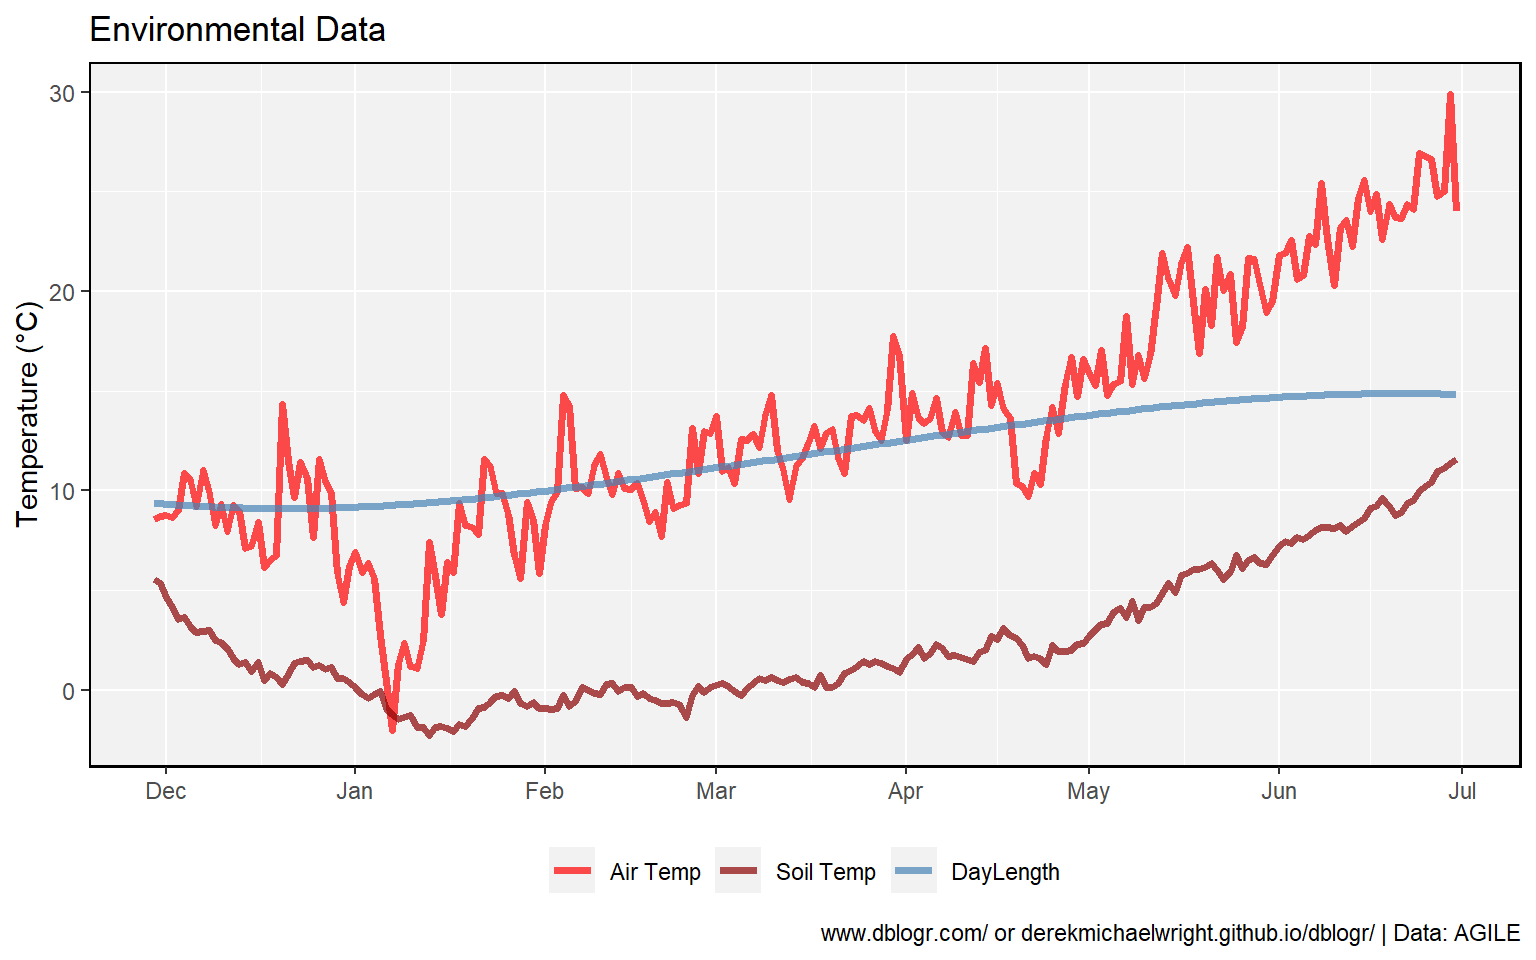 Environmental Data
Temperature (°C)
30
20
10
0
Dec Jan Feb Mar Apr May Jun Jul
Air Temp Soil Temp DayLength
www.dblogr.com/ or derekmichaelwright.github.io/dblogr/ | Data: AGILE